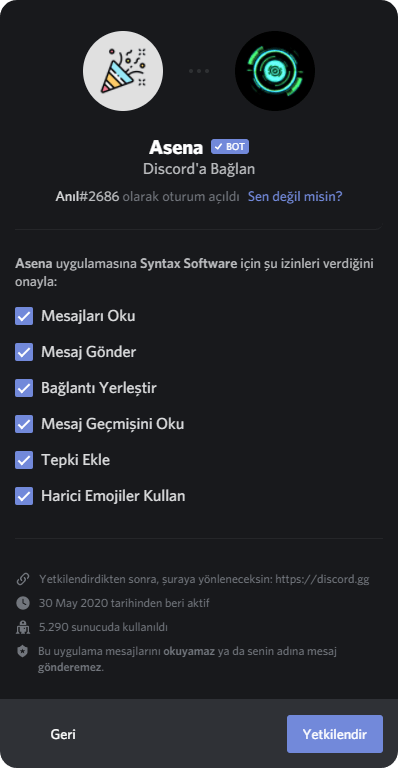 Asena BOT
Discord'a Bağlan
Anıl#2686 olarak oturum açıldı Sen değil misin?
Asena uygulamasına Syntax Software için şu izinleri verdiğini
onayla:
Mesajları Oku
Mesaj Gönder
Bağlantı Yerleştir
Mesaj Geçmişini Oku
Tepki Ekle
Harici Emojiler Kullan
Yetkilendirdikten sonra, şuraya yönleneceksin: https://discord.gg
30 May 2020 tarihinden beri aktif
5.290 sunucuda kullanıldı
Bu uygulama mesajlarını okuyamaz ya da senin adına mesaj
gönderemez.
Geri
Yetkilendir